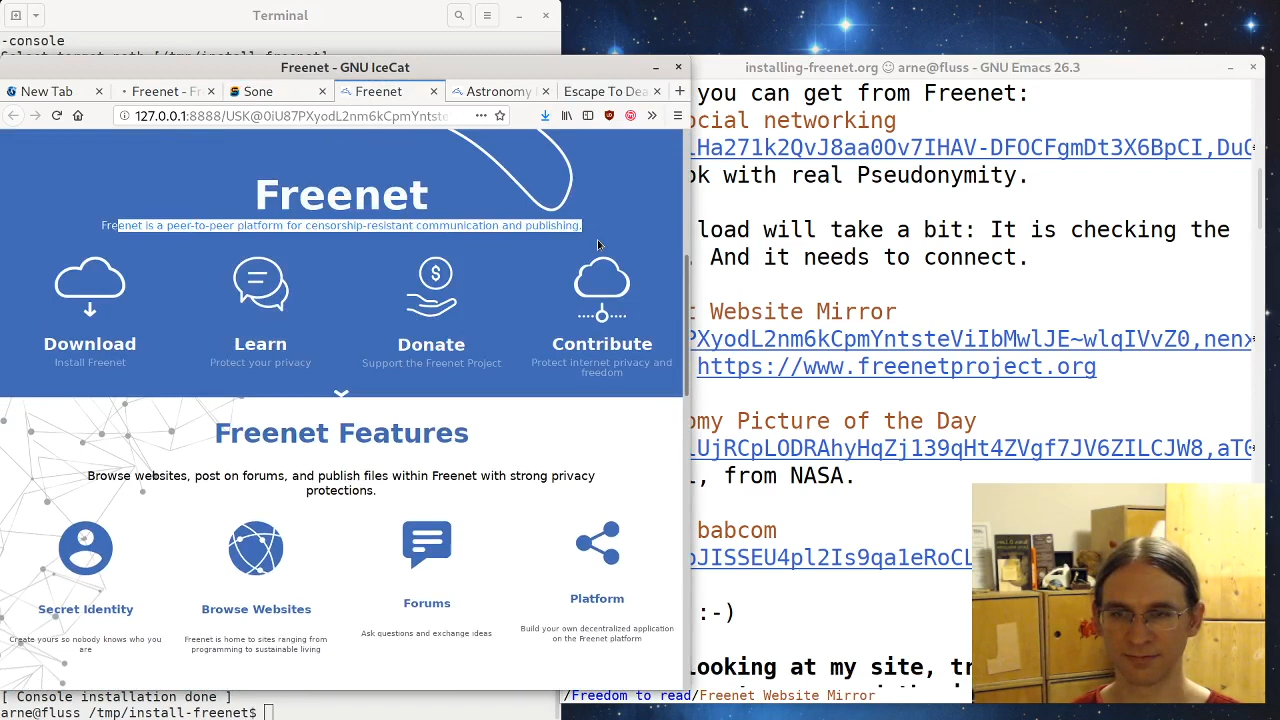 Terminal
-console
Freenet - GNU IceCat
New Tab
Freenet - Fr
Sone
Freenet
Astronomy
Escape To Dea
127.0.0.1:8888/USK@0iU87PXyodL2nm6kCpmYntste
Freenet
Freenet is a peer-to-peer platform for censorship-resistant communication and publishing.
Download
Install Freenet
Learn
Protect your privacy
Donate
Support the Freenet Project
Contribute
Protect internet privacy and
freedom
Freenet Features
Browse websites, post on forums, and publish files within Freenet with strong privacy
protections.
Secret Identity
Create yours so nobody knows who you
are
Browse Websites
Freenet is home to sites ranging from
programming to sustainable living
Forums
Ask questions and exchange ideas
Platform
Build your own decentralized application
on the Freenet platform
[ Console installation done ]
arne@fluss /tmp/install-freenet$
installing-freenet.org ☺ arne@fluss - GNU Emacs 26.3
you can get from Freenet:
ocial networking
Ha271k2QvJ8aa0Ov7IHAV-DFOCFgmDt3X6BpCI,Du
ok with real Pseudonymity.
load will take a bit: It is checking the
. And it needs to connect.
t Website Mirror
PXyodL2nm6kCpmYntsteViIbMwlJE~wlqIVvZ0,nenx
https://www.freenetproject.org
omy Picture of the Day
UjRCpLODRAhyHqZj139qHt4ZVgf7JV6ZILCJW8,aT
, from NASA.
babcom
JISSEU4pl2Is9qa1eRoCL
:-)
looking at my site, tr
/Freedom to read/Freenet Website Mirror